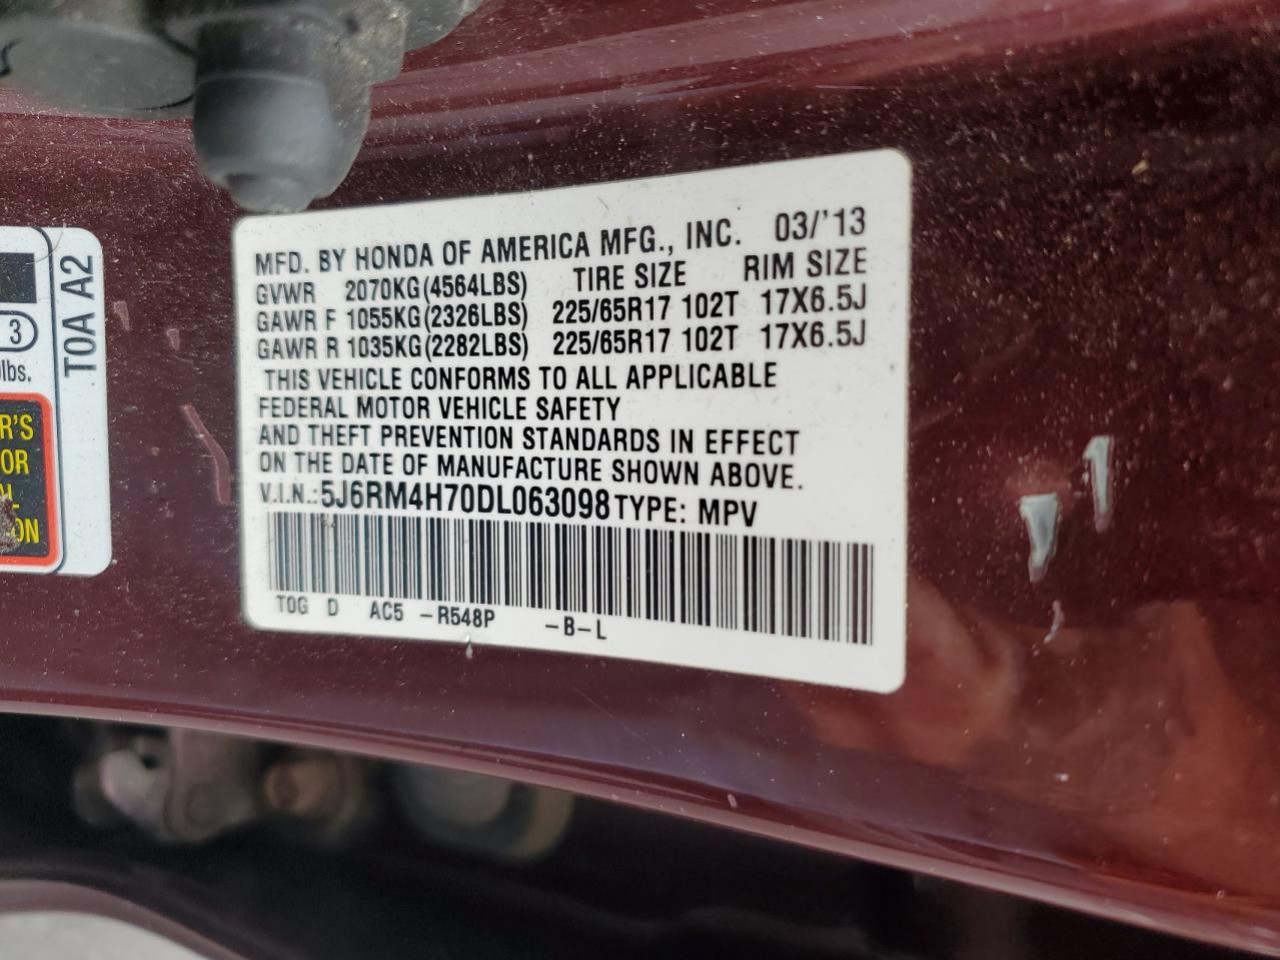 MFD. BY HONDA OF AMERICA MFG., INC. 03/'13
GVWR 2070KG(4564LBS) TIRE SIZE RIM SIZE
GAWR F 1055KG(2326LBS) 225/65R17 102T 17X6.5J
GAWR R 1035KG(2282LBS) 225/65R17 102T 17X6.5J
THIS VEHICLE CONFORMS TO ALL APPLICABLE
FEDERAL MOTOR VEHICLE SAFETY
AND THEFT PREVENTION STANDARDS IN EFFECT
ON THE DATE OF MANUFACTURE SHOWN ABOVE.
V.I.N.:5J6RM4H70DL063098 TYPE: MPV
TOG D AC5 -R548P -B-L
T0A A2
3
lbs.
R'S
OR
ON